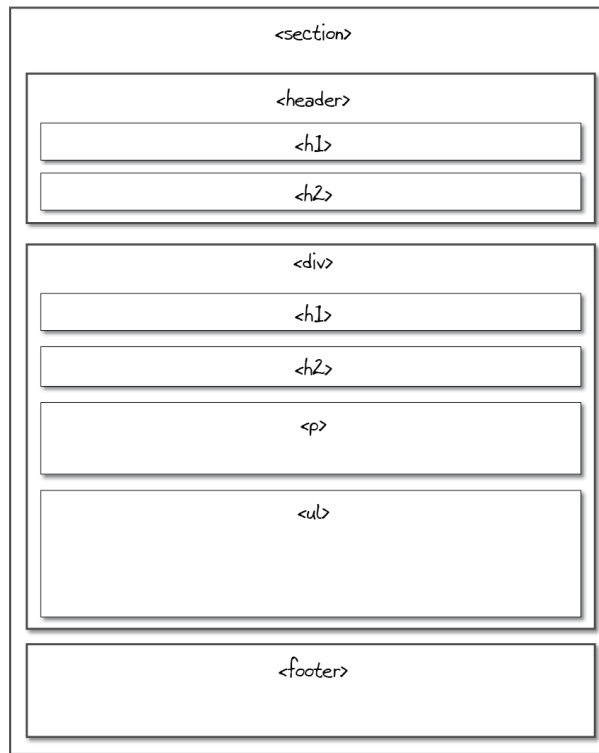 <section>
<header>
<h1>
<h2>
<div>
<h1>
<h2>
<p>
<ul>
<footer>